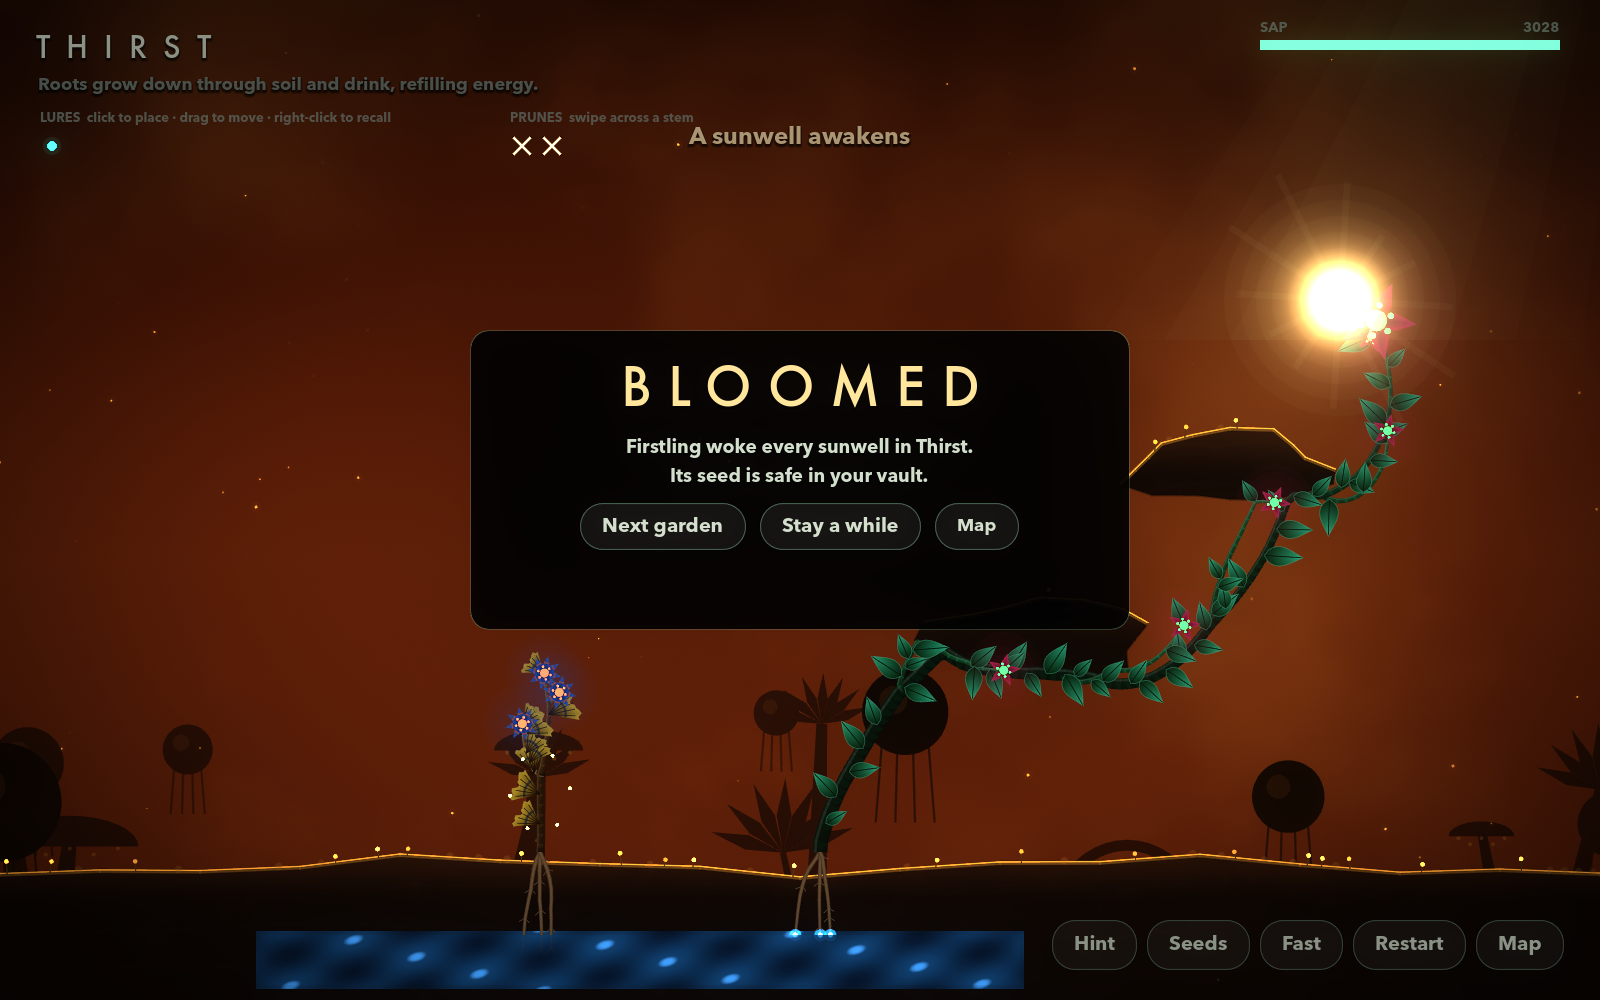 THIRST
Roots grow down through soil and drink, refilling energy.
LURES click to place · drag to move · right-click to recall
PRUNES swipe across a stem
SAP 3028
A sunwell awakens
BLOOMED
Firstling woke every sunwell in Thirst.
Its seed is safe in your vault.
Next garden
Stay a while
Map
Hint
Seeds
Fast
Restart
Map